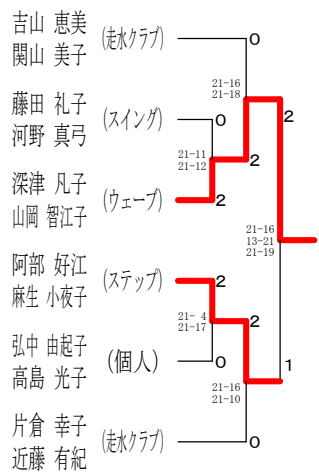 吉山 恵美
関山 美子
(走水クラブ)
0
21-16
21-18
2
藤田 礼子
河野 真弓
(スイング)
0
21-11
21-12
2
深津 凡子
山岡 智江子
(ウェーブ)
2
21-16
13-21
21-19
阿部 好江
麻生 小夜子
(ステップ)
2
21- 4
21-17
2
弘中 由起子
高島 光子
(個人)
0
1
21-16
21-10
片倉 幸子
近藤 有紀
(走水クラブ)
0